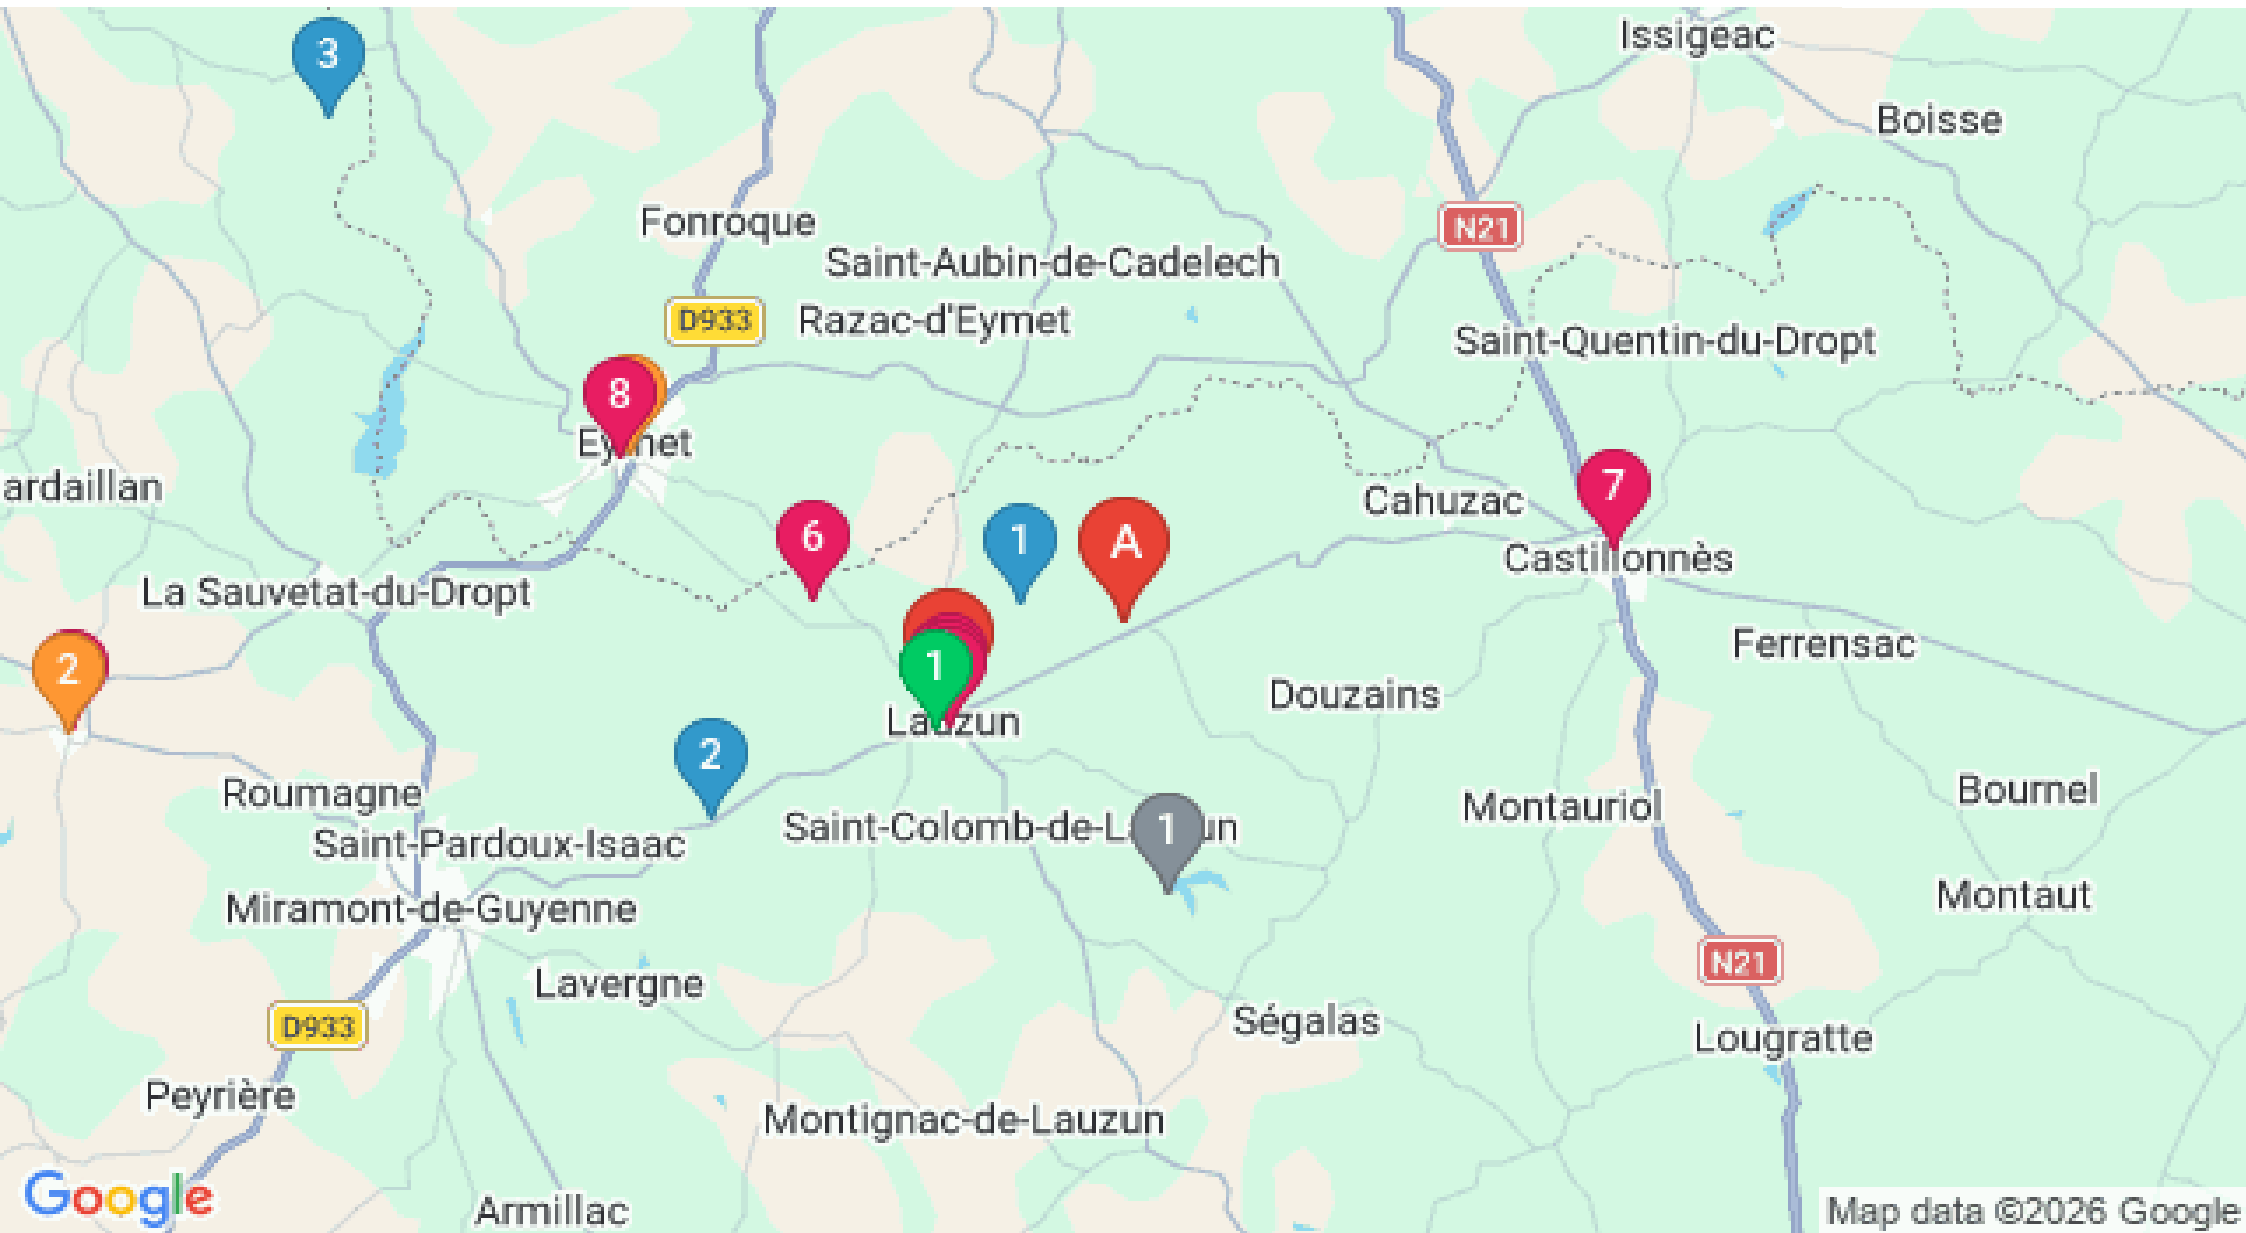 Issigeac
3
Boisse
Fonroque
N21
Saint-Aubin-de-Cadelech
D933
Razac-d'Eymet
Saint-Quentin-du-Dropt
8
Eymet
ardaillan
7
Cahuzac
6
1
A
Castillonnès
La Sauvetat-du-Dropt
Ferrensac
2
1
Douzains
Lauzun
2
Roumagne
Bournel
Montauriol
Saint-Colomb-de-Lauzun
1
Saint-Pardoux-Isaac
Montaut
Miramont-de-Guyenne
N21
Lavergne
Ségalas
D933
Lougratte
Peyrière
Montignac-de-Lauzun
Google
Armillac
Map data ©2026 Google